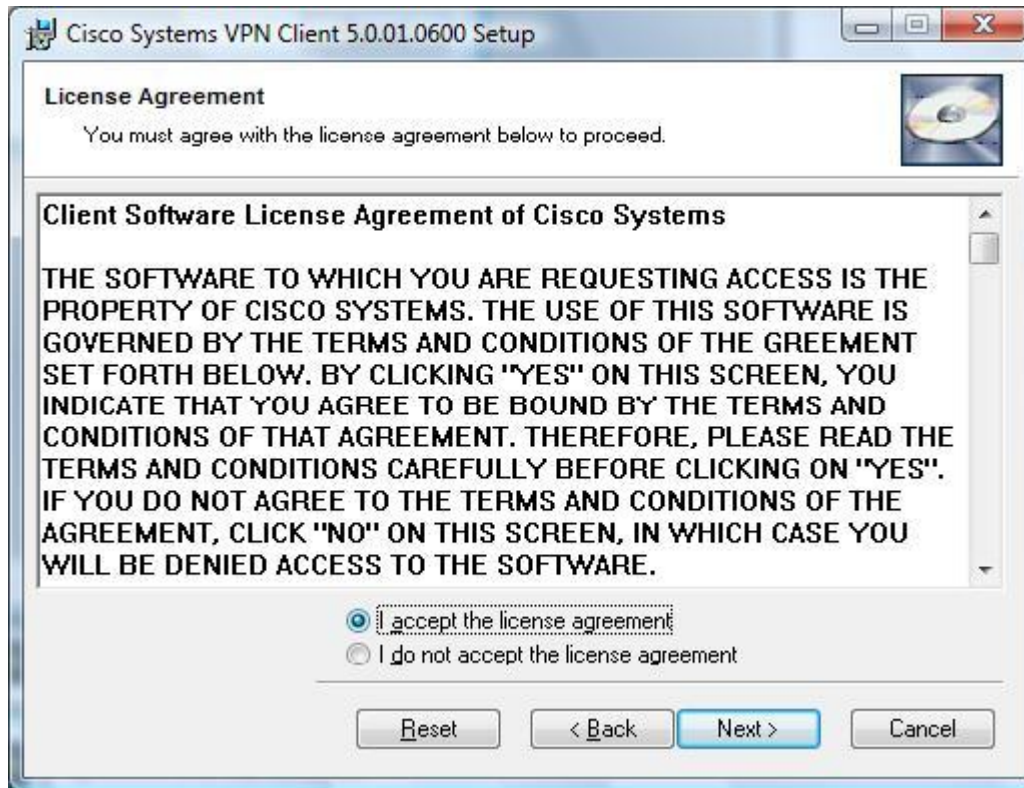 Cisco Systems VPN Client 5.0.01.0600 Setup
License Agreement
You must agree with the license agreement below to proceed.
Client Software License Agreement of Cisco Systems
THE SOFTWARE TO WHICH YOU ARE REQUESTING ACCESS IS THE
PROPERTY OF CISCO SYSTEMS. THE USE OF THIS SOFTWARE IS
GOVERNED BY THE TERMS AND CONDITIONS OF THE GREEMENT
SET FORTH BELOW. BY CLICKING "YES" ON THIS SCREEN, YOU
INDICATE THAT YOU AGREE TO BE BOUND BY THE TERMS AND
CONDITIONS OF THAT AGREEMENT. THEREFORE, PLEASE READ THE
TERMS AND CONDITIONS CAREFULLY BEFORE CLICKING ON "YES".
IF YOU DO NOT AGREE TO THE TERMS AND CONDITIONS OF THE
AGREEMENT, CLICK "NO" ON THIS SCREEN, IN WHICH CASE YOU
WILL BE DENIED ACCESS TO THE SOFTWARE.
I accept the license agreement
I do not accept the license agreement
Reset
< Back
Next >
Cancel